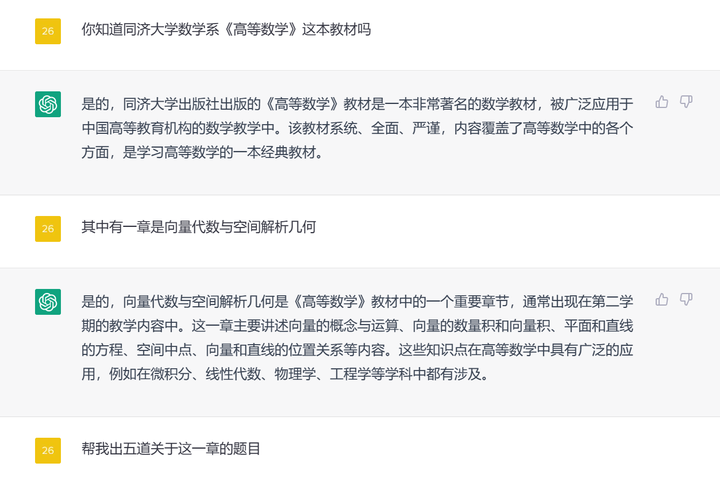 26 你知道同济大学数学系《高等数学》这本教材吗
是的，同济大学出版社出版的《高等数学》教材是一本非常著名的数学教材，被广泛应用于
中国高等教育机构的数学教学中。该教材系统、全面、严谨，内容覆盖了高等数学中的各个
方面，是学习高等数学的一本经典教材。
26 其中有一章是向量代数与空间解析几何
是的，向量代数与空间解析几何是《高等数学》教材中的一个重要章节，通常出现在第二学
期的教学内容中。这一章主要讲述向量的概念与运算、向量的数量积和向量积、平面和直线
的方程、空间中点、向量和直线的位置关系等内容。这些知识点在高等数学中具有广泛的应
用，例如在微积分、线性代数、物理学、工程学等学科中都有涉及。
26 帮我出五道关于这一章的题目